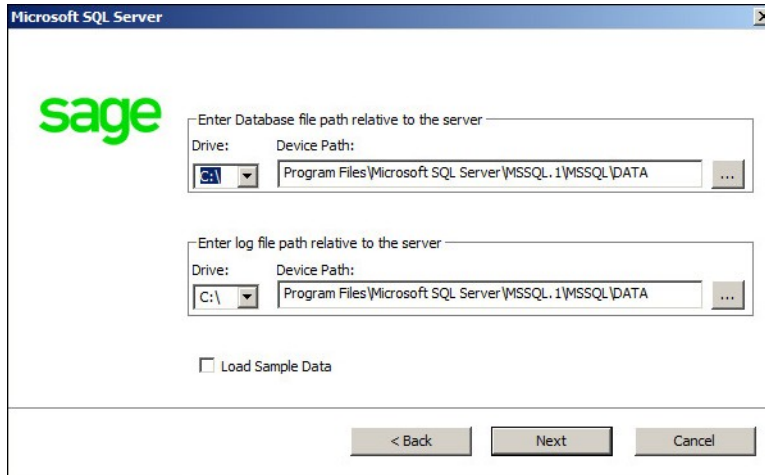 Microsoft SQL Server
sage
Enter Database file path relative to the server
Drive: Device Path:
C:\ Program Files\Microsoft SQL Server\MSSQL.1\MSSQL\DATA ...
Enter log file path relative to the server
Drive: Device Path:
C:\ Program Files\Microsoft SQL Server\MSSQL.1\MSSQL\DATA ...
Load Sample Data
< Back Next Cancel